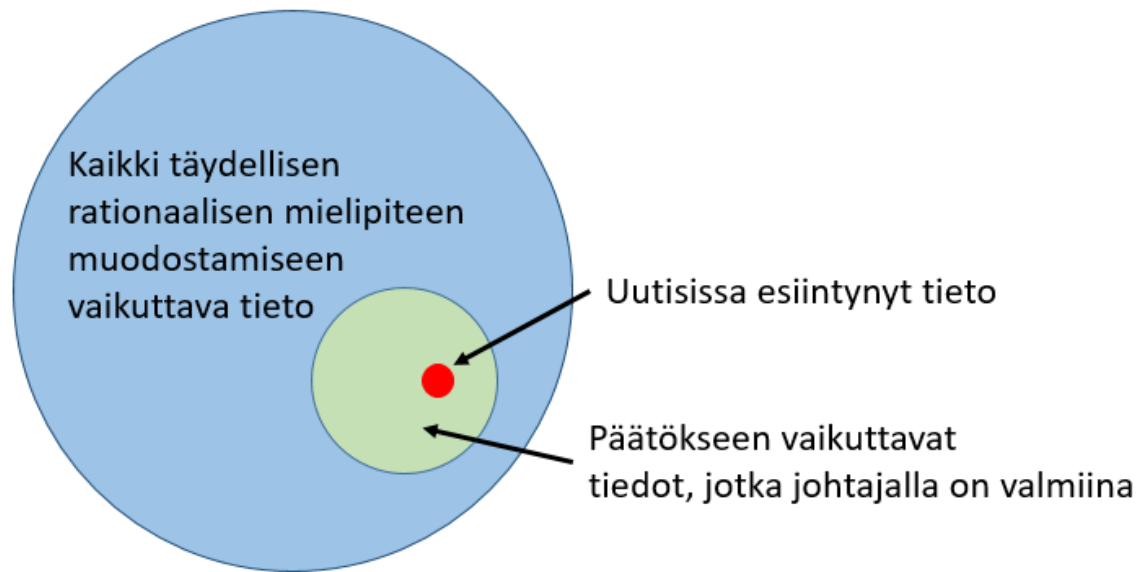 Kaikki täydellisen
rationaalisen mielipiteen
muodostamiseen
vaikuttava tieto
Uutisissa esiintynyt tieto
Päätökseen vaikuttavat
tiedot, jotka johtajalla on valmiina